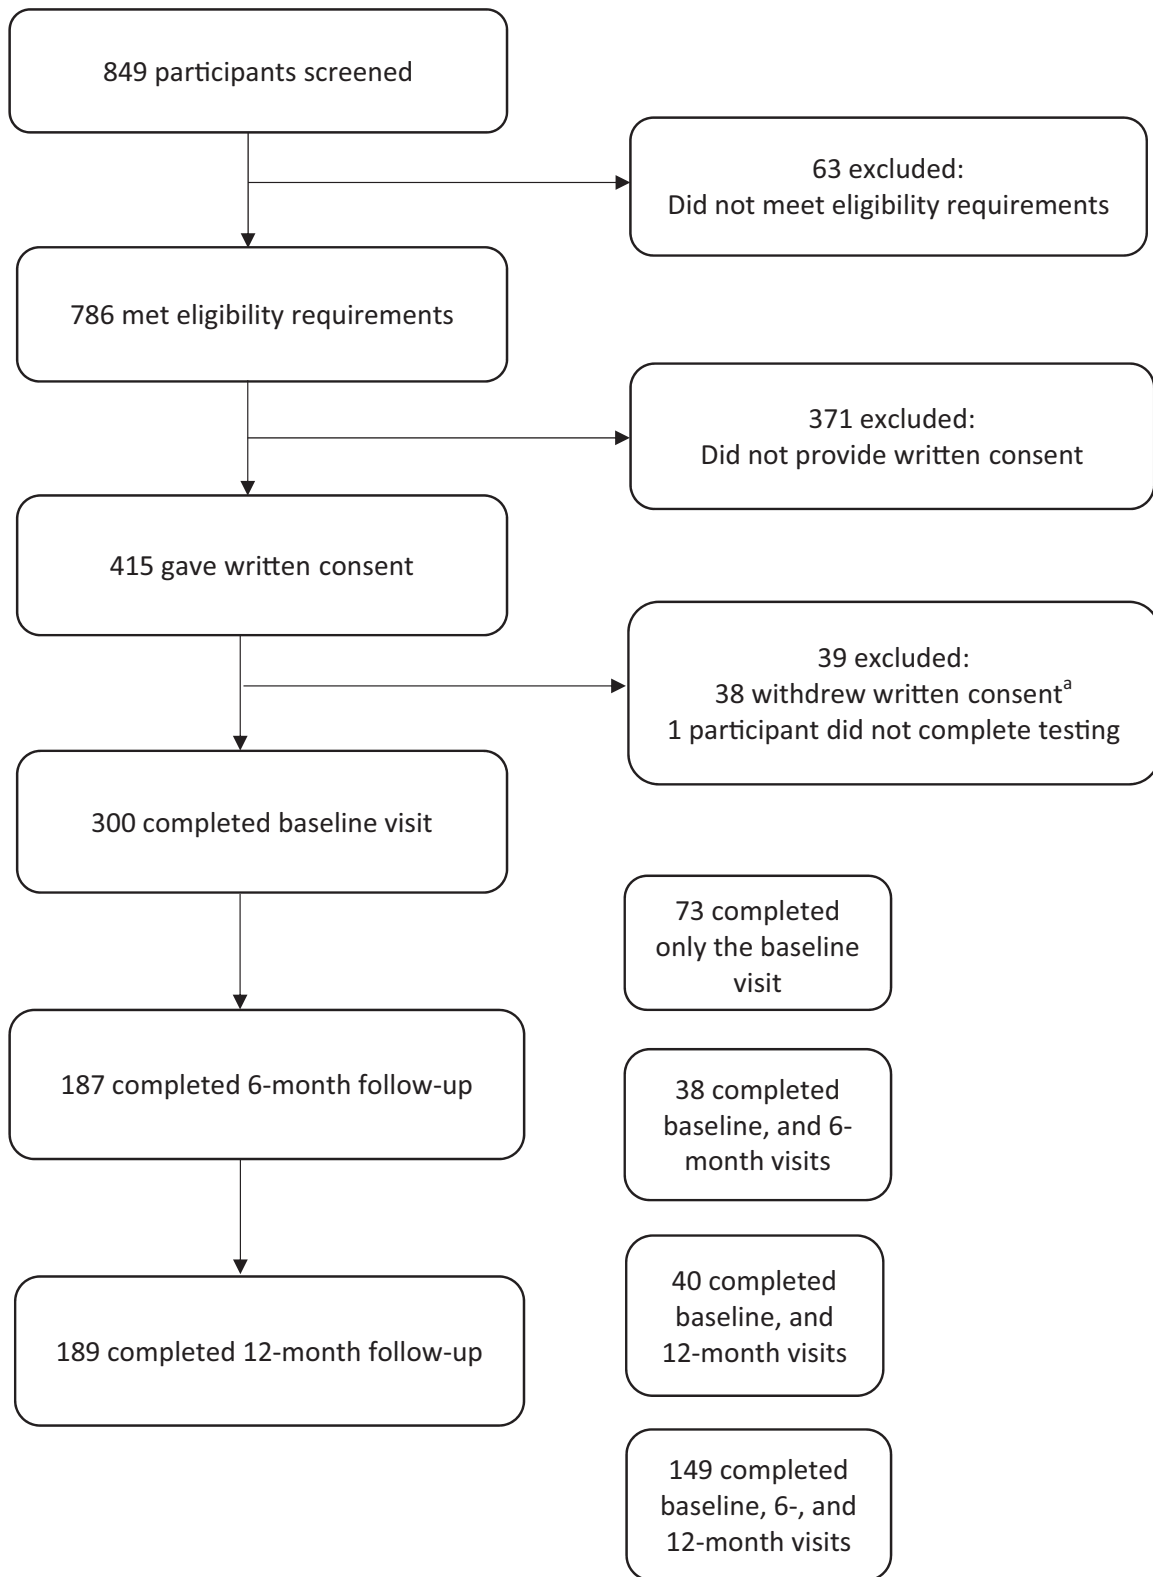 849 participants screened
63 excluded:
Did not meet eligibility requirements
786 met eligibility requirements
371 excluded:
Did not provide written consent
415 gave written consent
39 excluded:
38 withdrew written consentᵃ
1 participant did not complete testing
300 completed baseline visit
73 completed
only the baseline
visit
187 completed 6-month follow-up
38 completed
baseline, and 6-
month visits
40 completed
baseline, and
12-month visits
189 completed 12-month follow-up
149 completed
baseline, 6-, and
12-month visits